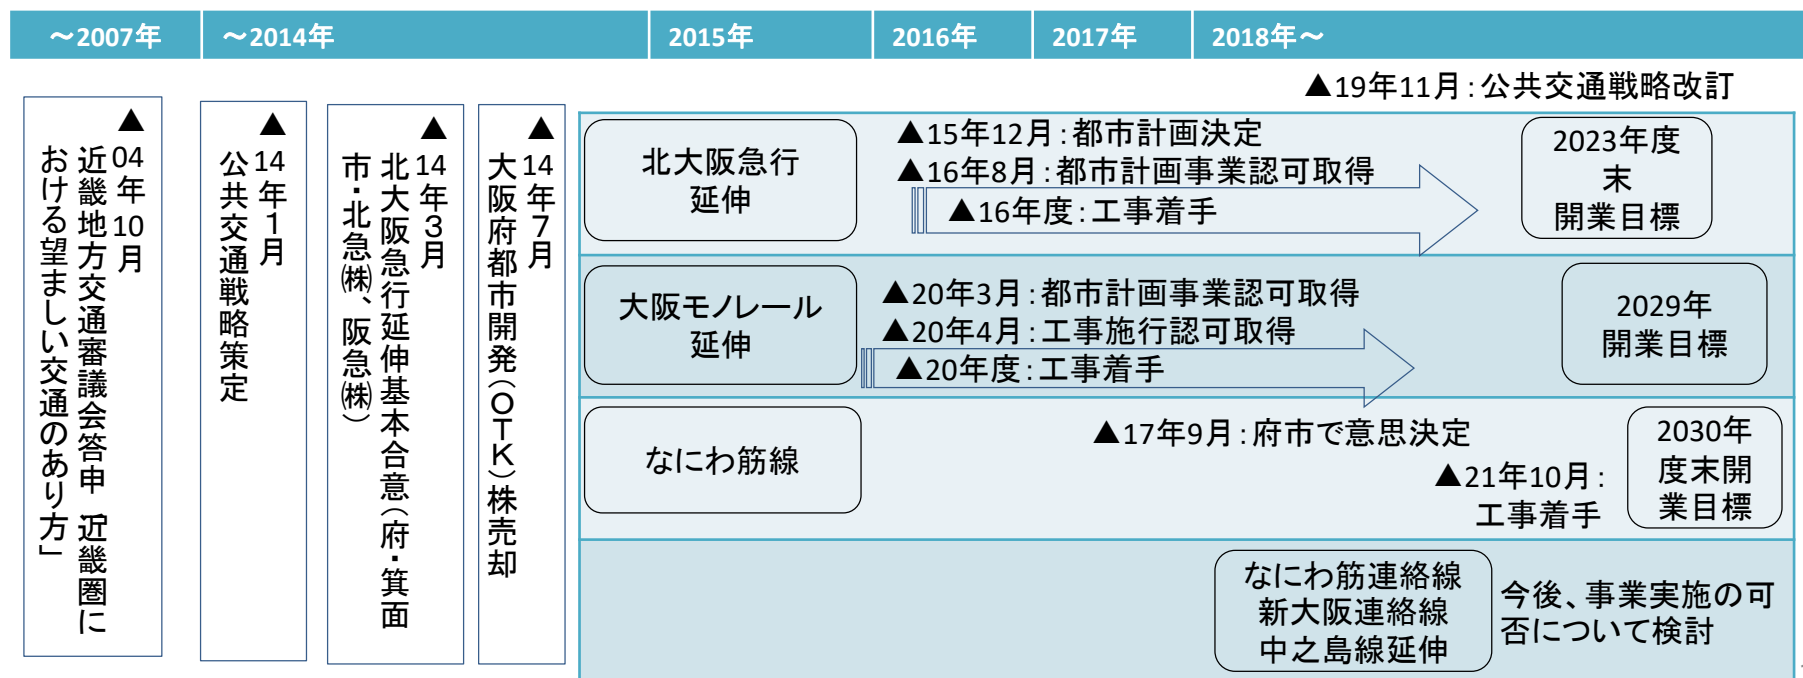 ～2007年
～2014年
2015年
2016年
2017年
2018年～
▲19年11月：公共交通戦略改訂
▲04年10月
近畿地方交通審議会答申「近畿圏に
おける望ましい交通のあり方」
▲14年１月
公共交通戦略策定
▲14年３月
北大阪急行延伸基本合意（府・箕面
市・北急㈱、阪急㈱）
▲14年７月
大阪府都市開発（ＯＴＫ）株売却
北大阪急行
延伸
▲15年12月：都市計画決定
▲16年8月：都市計画事業認可取得
▲16年度：工事着手
2023年度
末
開業目標
大阪モノレール
延伸
▲20年3月：都市計画事業認可取得
▲20年4月：工事施行認可取得
▲20年度：工事着手
2029年
開業目標
なにわ筋線
▲17年9月：府市で意思決定
▲21年10月：
工事着手
2030年
度末開
業目標
なにわ筋連絡線
新大阪連絡線
中之島線延伸
今後、事業実施の可
否について検討